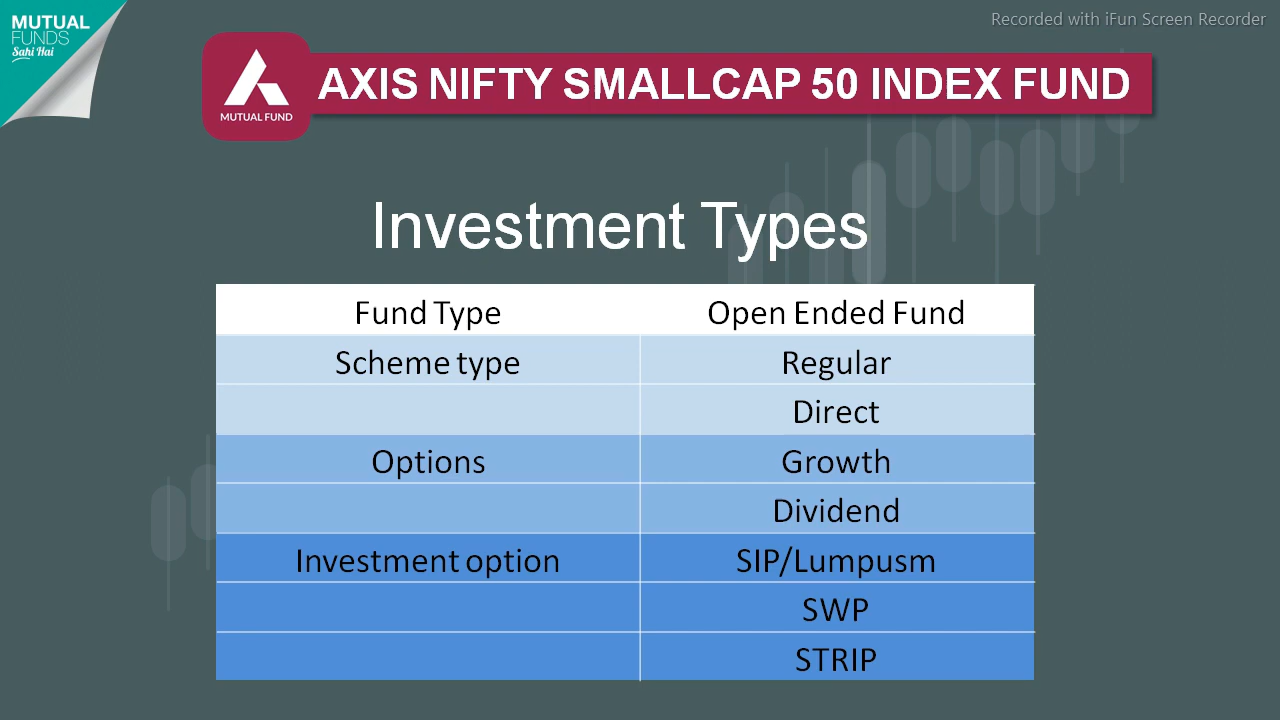 MUTUAL
FUNDS
Sahi Hai
Recorded with iFun Screen Recorder
AXIS NIFTY SMALLCAP 50 INDEX FUND
MUTUAL FUND
Investment Types
Fund Type Open Ended Fund
Scheme type Regular
Direct
Options Growth
Dividend
Investment option SIP/Lumpusm
SWP
STRIP